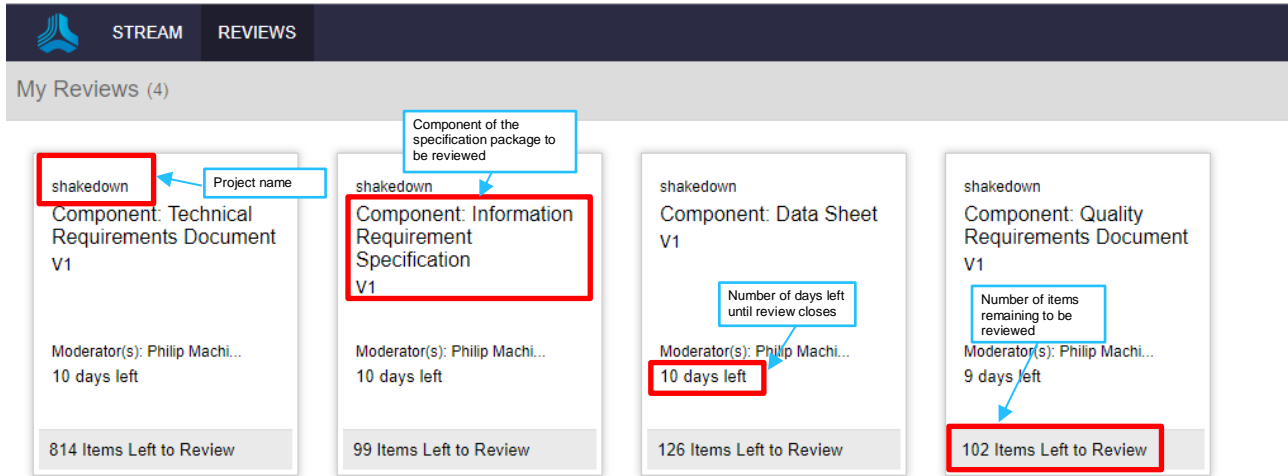 STREAM REVIEWS
My Reviews (4)
shakedown
Project name
Component: Technical
Requirements Document
V1
Moderator(s): Philip Machi...
10 days left
814 Items Left to Review
Component of the
specification package to
be reviewed
shakedown
Component: Information
Requirement
Specification
V1
Moderator(s): Philip Machi...
10 days left
99 Items Left to Review
shakedown
Component: Data Sheet
V1
Number of days left
until review closes
Moderator(s): Philip Machi...
10 days left
126 Items Left to Review
shakedown
Component: Quality
Requirements Document
V1
Number of items
remaining to be
reviewed
Moderator(s): Philip Machi...
9 days left
102 Items Left to Review